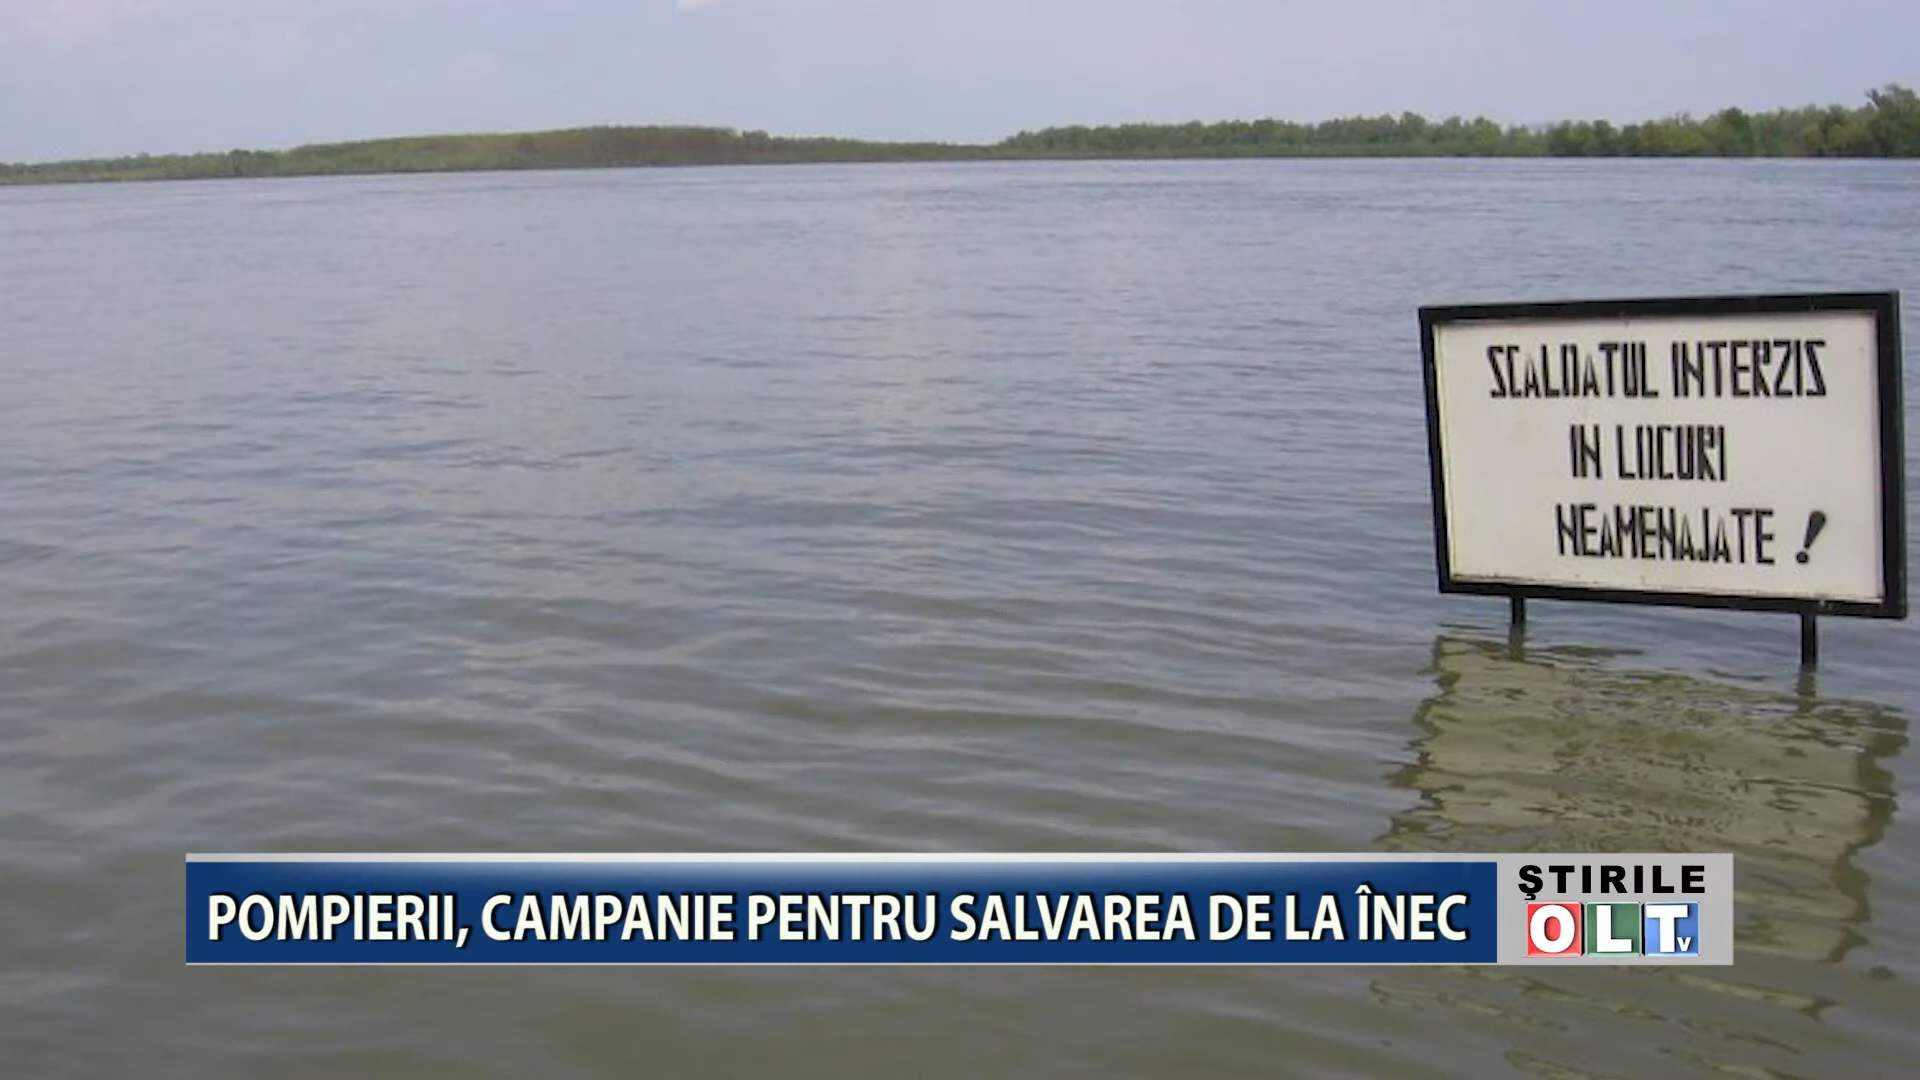 SCALDATUL INTERZIS
IN LOCURI
NEAMENAJATE !
POMPIERII, CAMPANIE PENTRU SALVAREA DE LA ÎNEC
ŞTIRILE
OLTv